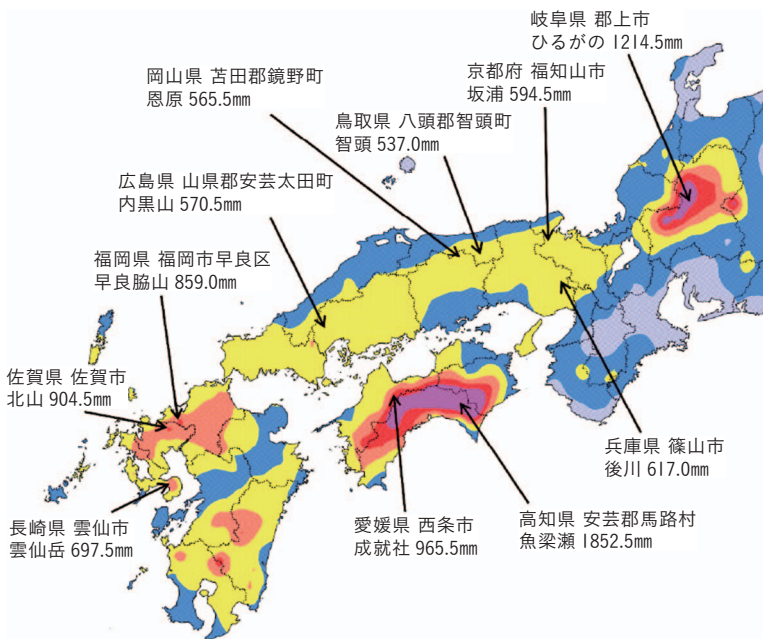 岐阜県 郡上市
ひるがの 1214.5mm
岡山県 苫田郡鏡野町
恩原 565.5mm
京都府 福知山市
坂浦 594.5mm
鳥取県 八頭郡智頭町
智頭 537.0mm
広島県 山県郡安芸太田町
内黒山 570.5mm
福岡県 福岡市早良区
早良脇山 859.0mm
佐賀県 佐賀市
北山 904.5mm
兵庫県 篠山市
後川 617.0mm
長崎県 雲仙市
雲仙岳 697.5mm
愛媛県 西条市
成就社 965.5mm
高知県 安芸郡馬路村
魚梁瀬 1852.5mm